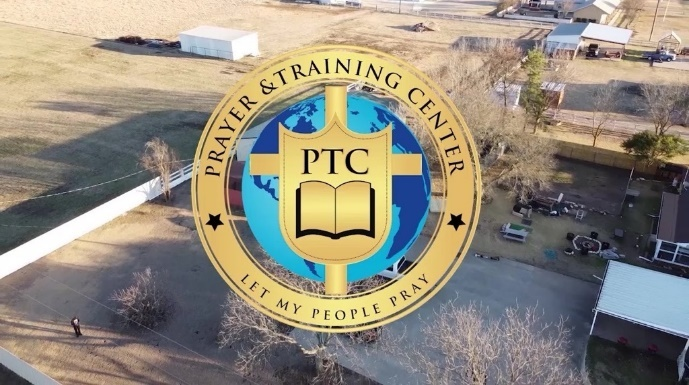 PRAYER & TRAINING CENTER
PTC
LET MY PEOPLE PRAY